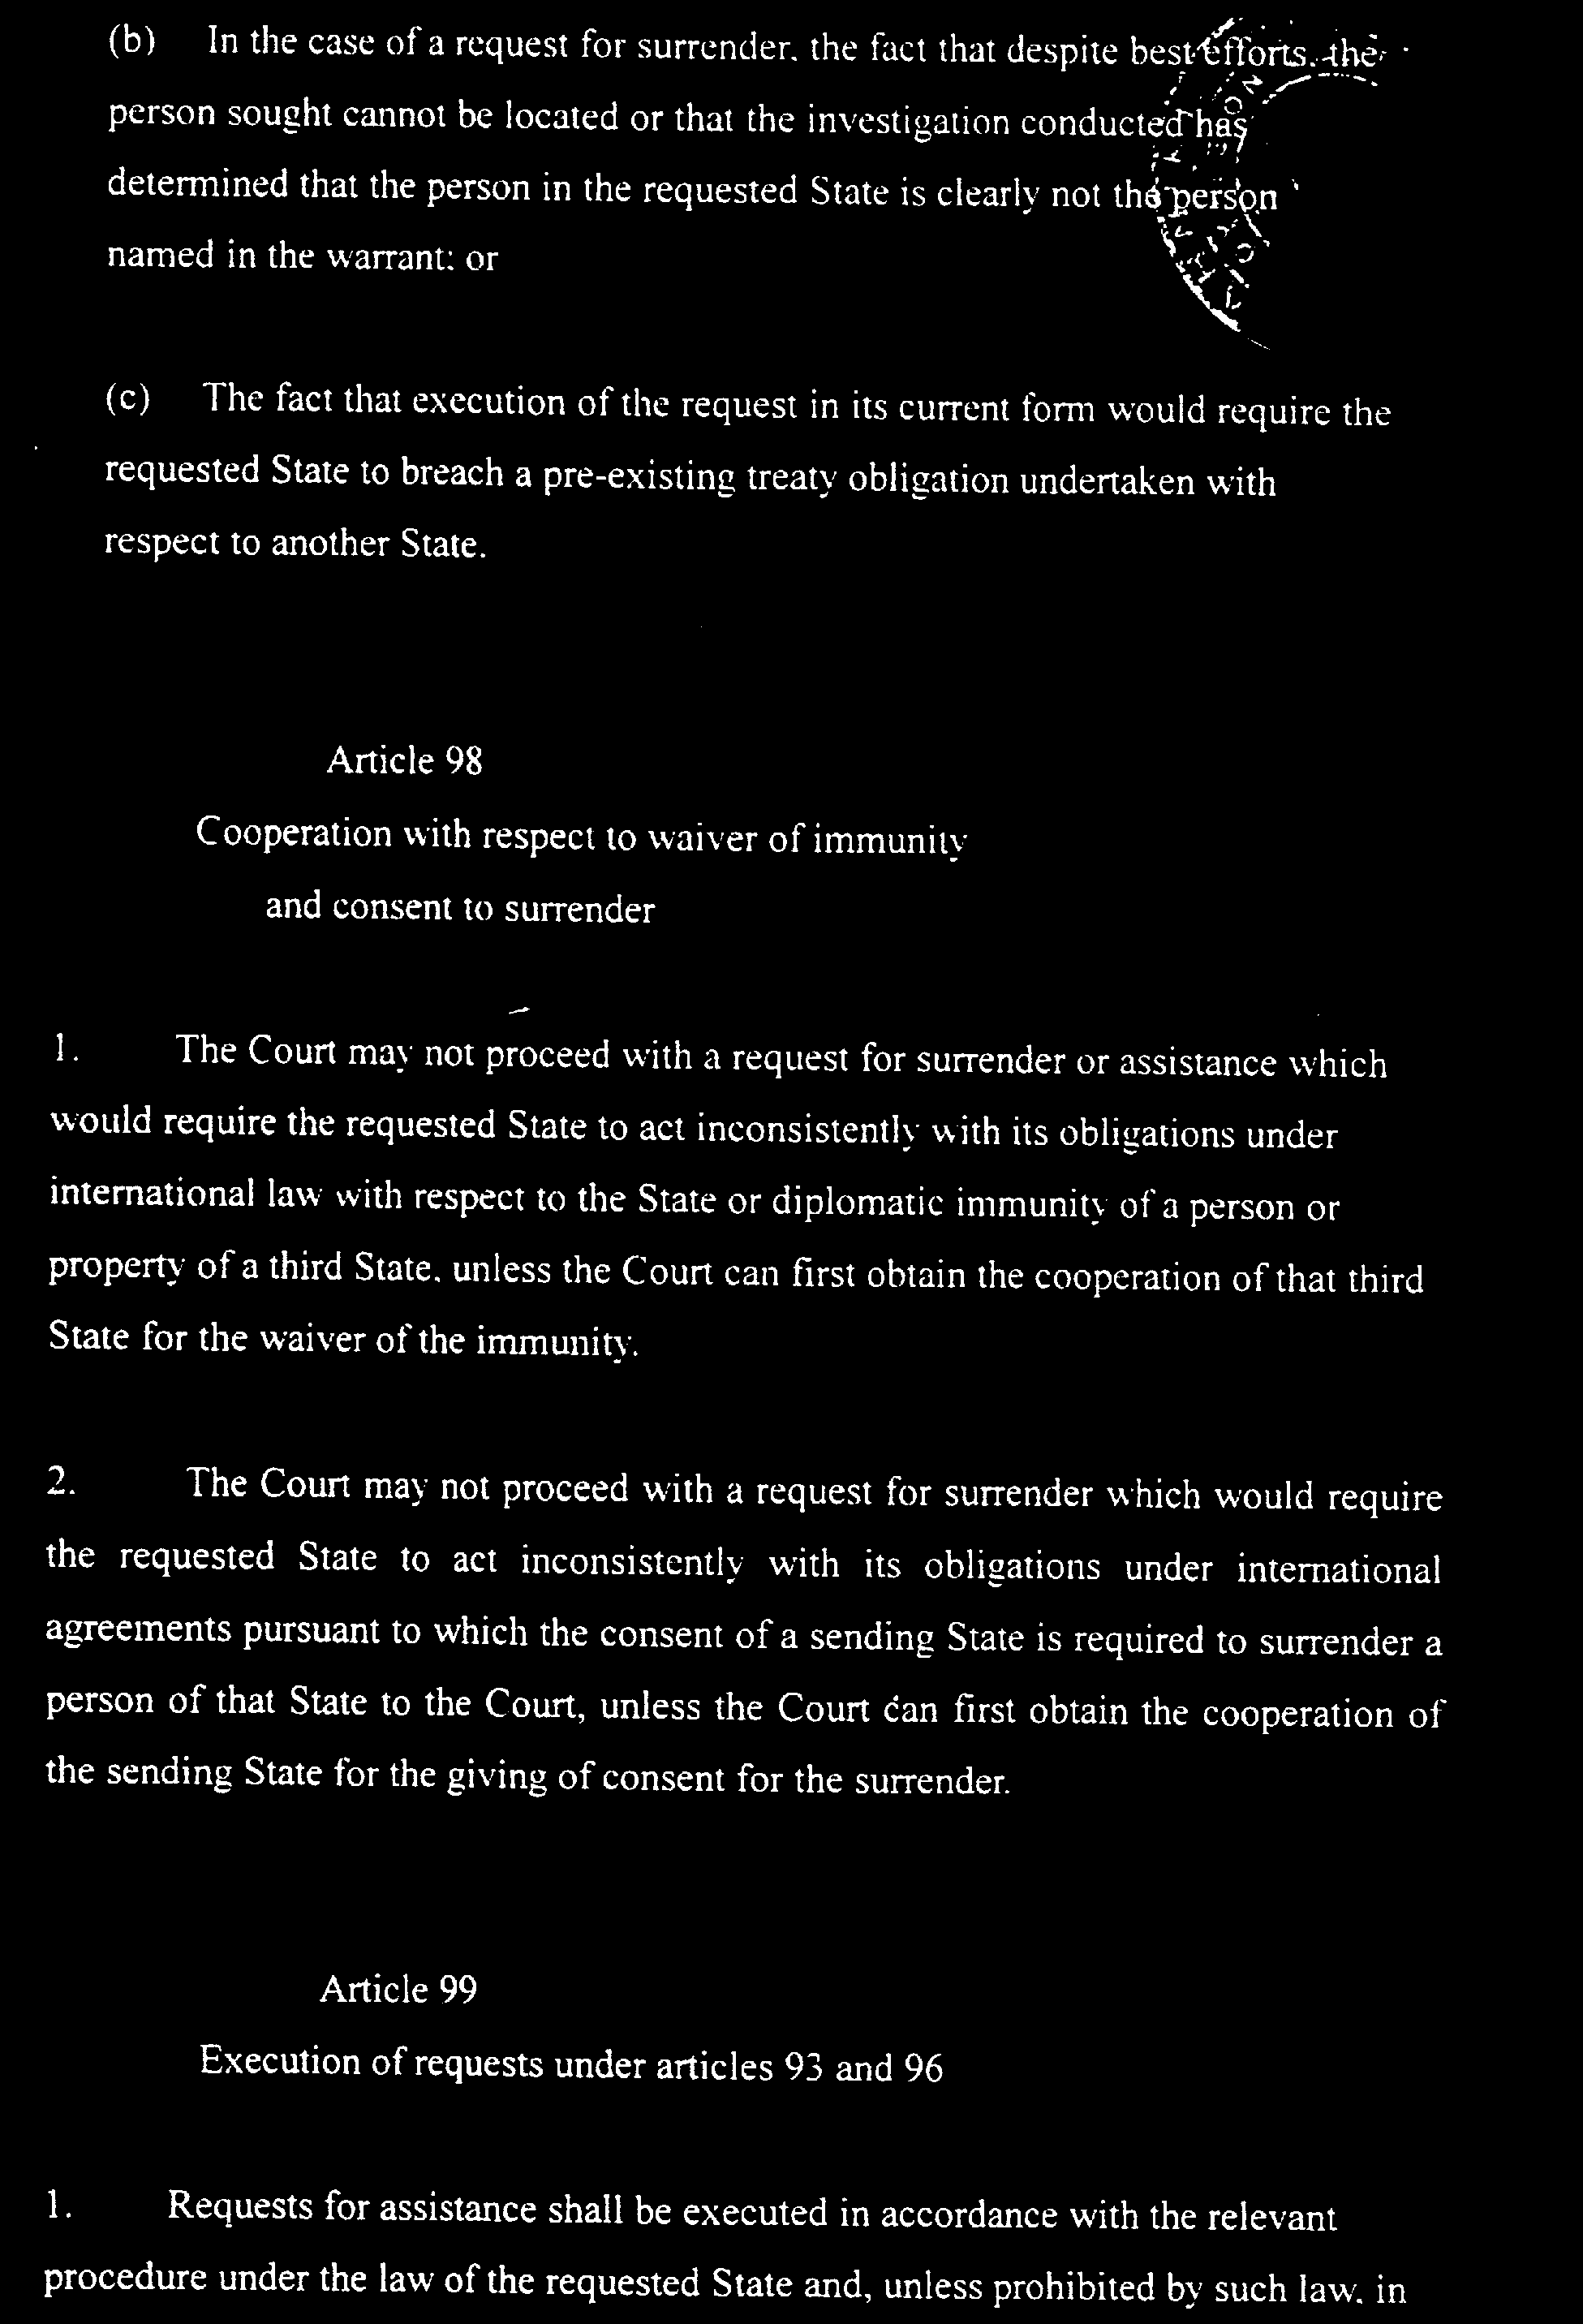 (b) In the case of a request for surrender, the fact that despite best efforts, the
person sought cannot be located or that the investigation conducted has
determined that the person in the requested State is clearly not the person
named in the warrant; or
(c) The fact that execution of the request in its current form would require the
requested State to breach a pre-existing treaty obligation undertaken with
respect to another State.
Article 98
Cooperation with respect to waiver of immunity
and consent to surrender
1. The Court may not proceed with a request for surrender or assistance which
would require the requested State to act inconsistently with its obligations under
international law with respect to the State or diplomatic immunity of a person or
property of a third State, unless the Court can first obtain the cooperation of that third
State for the waiver of the immunity.
2. The Court may not proceed with a request for surrender which would require
the requested State to act inconsistently with its obligations under international
agreements pursuant to which the consent of a sending State is required to surrender a
person of that State to the Court, unless the Court can first obtain the cooperation of
the sending State for the giving of consent for the surrender.
Article 99
Execution of requests under articles 93 and 96
1. Requests for assistance shall be executed in accordance with the relevant
procedure under the law of the requested State and, unless prohibited by such law, in